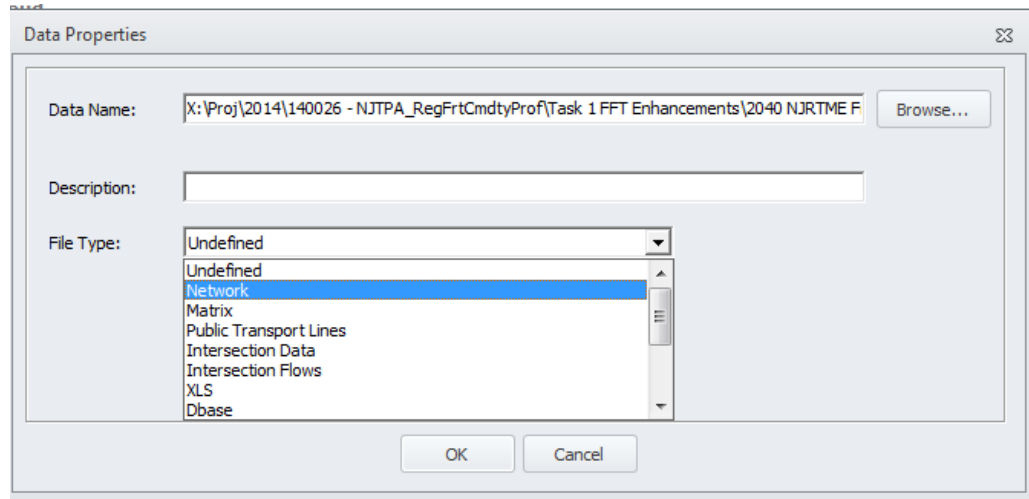 Data Properties
Data Name:
X:\Proj\2014\140026 - NJTPA_RegFrtCmdtyProf\Task 1 FFT Enhancements\2040 NJRTME F
Browse...
Description:
File Type:
Undefined
Undefined
Network
Matrix
Public Transport Lines
Intersection Data
Intersection Flows
XLS
Dbase
OK
Cancel